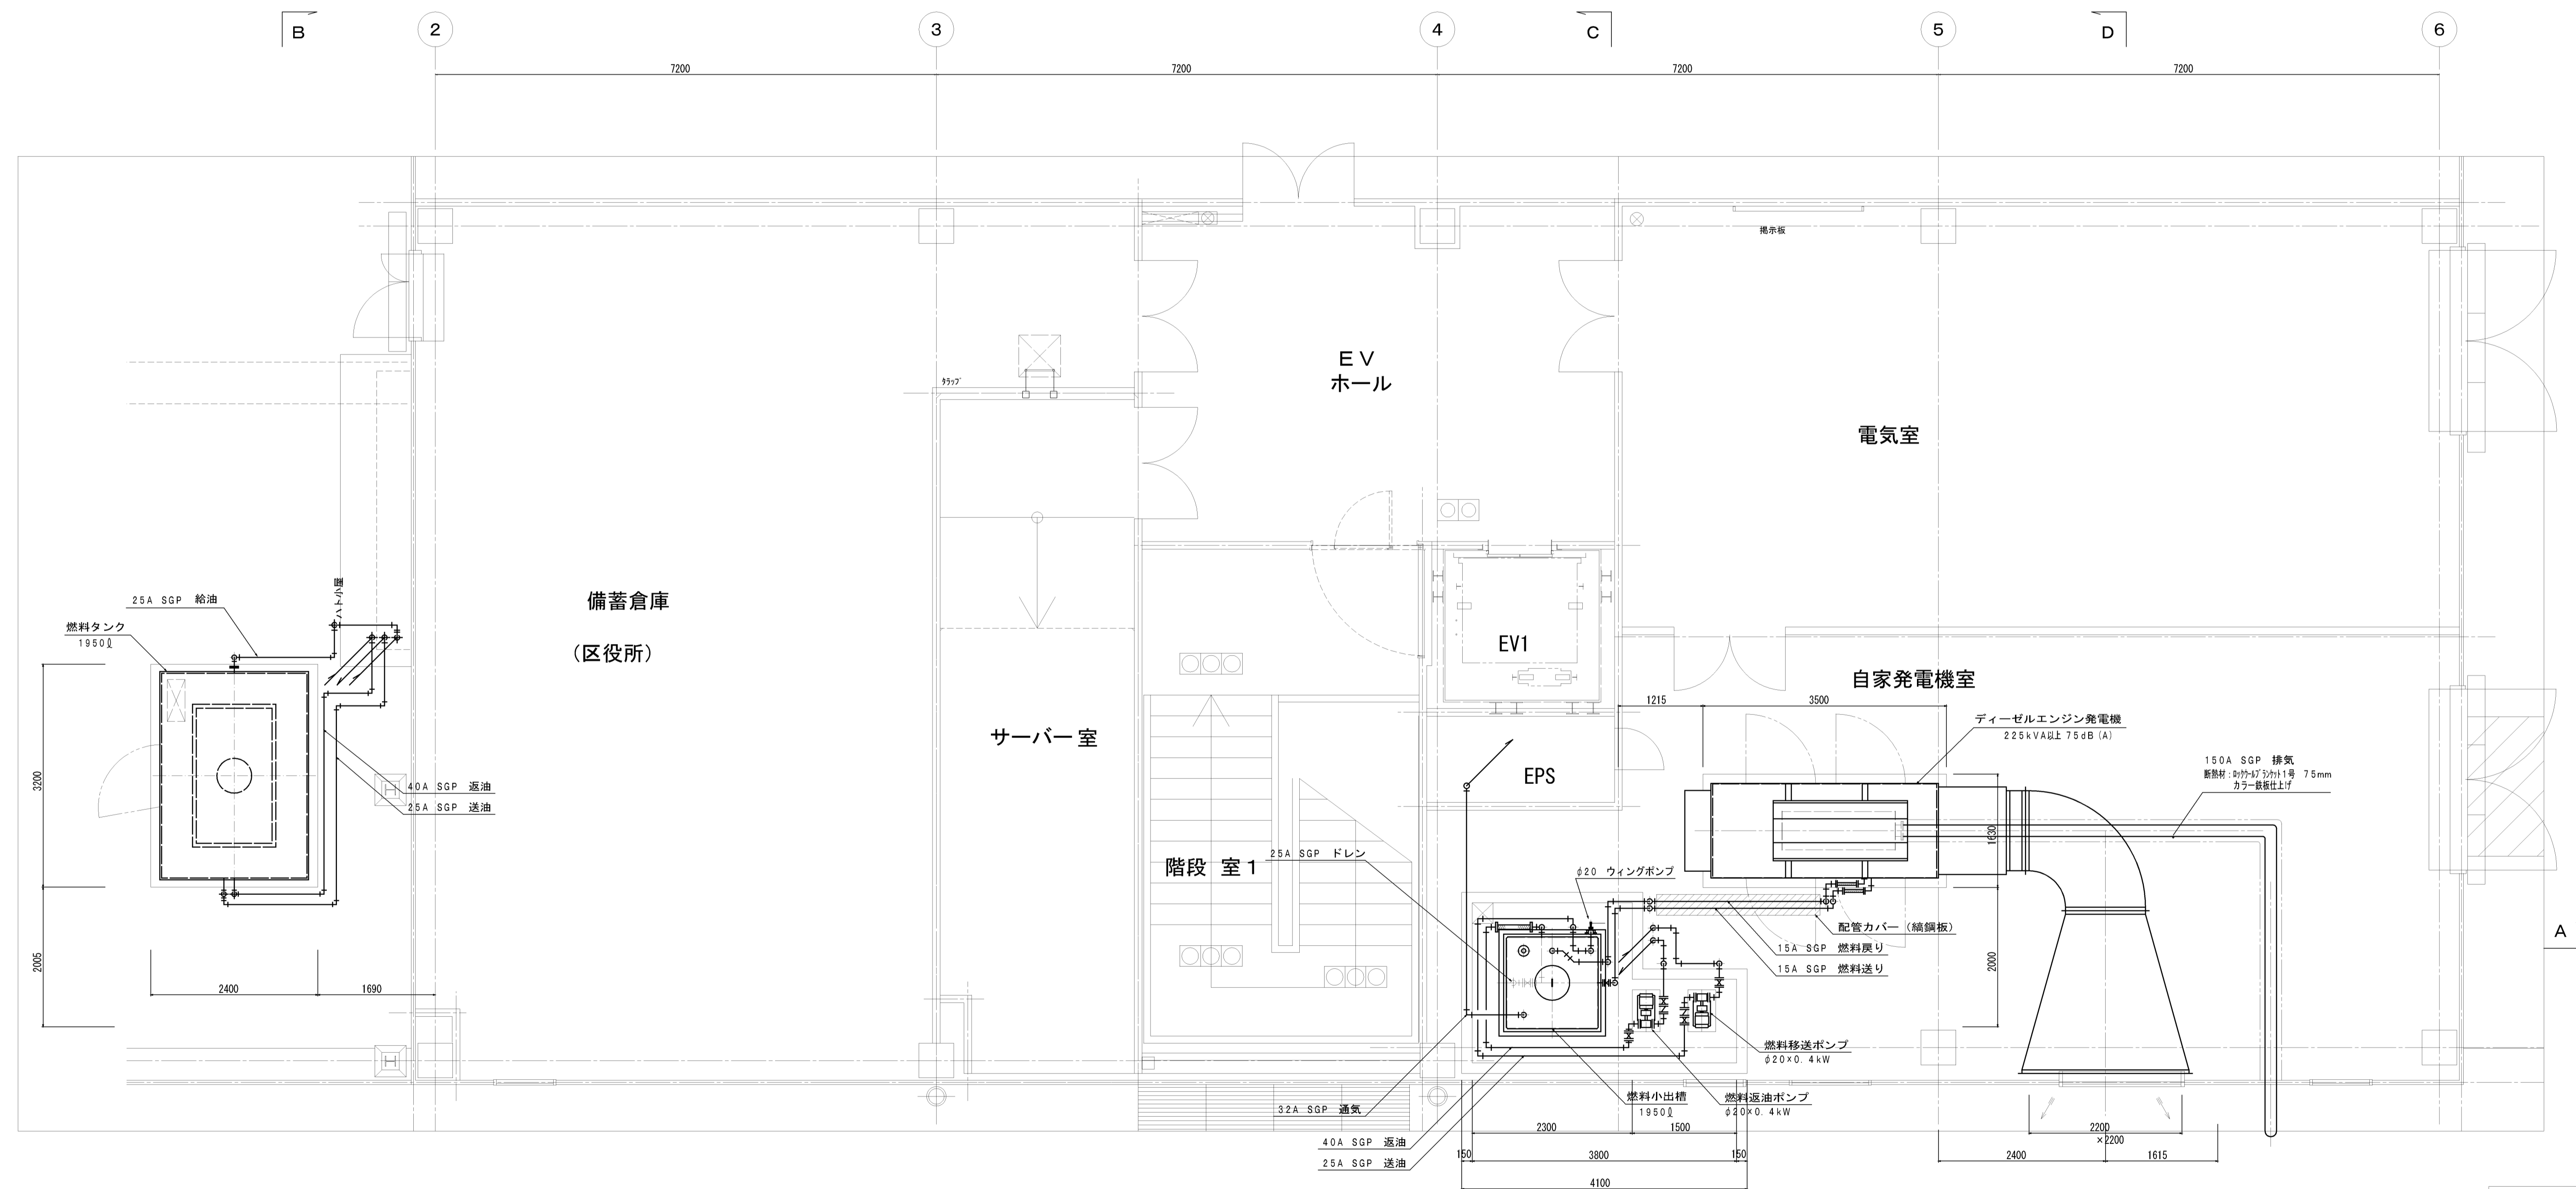 B
2
3
4
C
5
D
6
7200
7200
7200
7200
掲示板
ﾀﾗｯﾌﾟ
EV
ホール
電気室
備蓄倉庫
（区役所）
ハト小屋
25A SGP 給油
燃料タンク
1950ℓ
EV1
自家発電機室
1215
3500
ディーゼルエンジン発電機
225kVA以上 75dB (A)
サーバー室
EPS
150A SGP 排気
断熱材：ﾛｯｸｳｰﾙﾌﾞﾗﾝｹｯﾄ1号 75mm
カラー鉄板仕上げ
3200
H
40A SGP 返油
25A SGP 送油
1630
階段 室1
25A SGP ドレン
φ20 ウィングポンプ
配管カバー（縞鋼板）
15A SGP 燃料戻り
15A SGP 燃料送り
A
2005
2000
2400
1690
H
燃料移送ポンプ
φ20×0.4kW
32A SGP 通気
燃料小出槽
1950ℓ
燃料返油ポンプ
φ20×0.4kW
40A SGP 返油
25A SGP 送油
2300
1500
2200
×2200
150
3800
150
2400
1615
4100